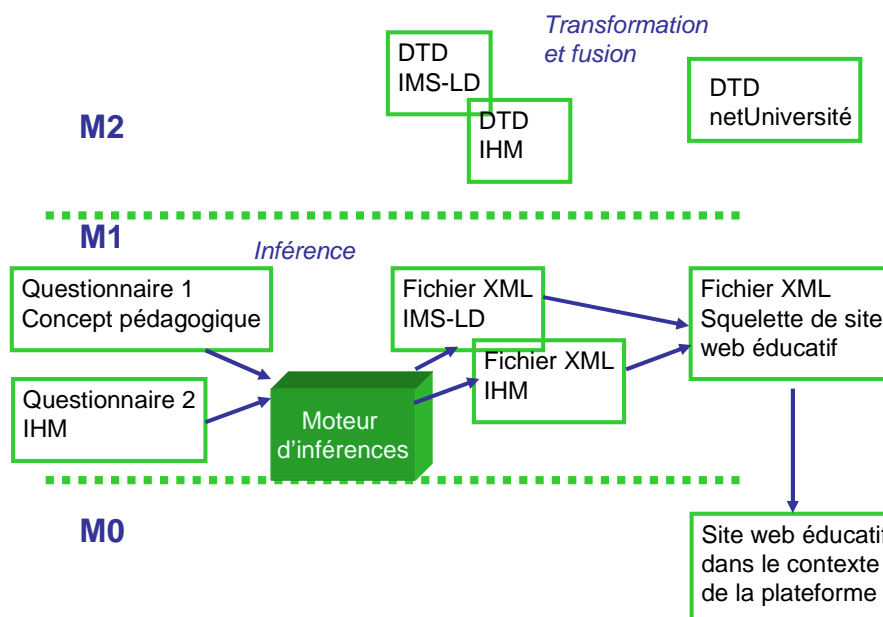 Transformation
et fusion
DTD
IMS-LD
DTD
IHM
DTD
netUniversité
M2
M1
Inférence
Questionnaire 1
Concept pédagogique
Questionnaire 2
IHM
Moteur
d'inférences
Fichier XML
IMS-LD
Fichier XML
IHM
Fichier XML
Squelette de site
web éducatif
M0
Site web éducatif
dans le contexte
de la plateforme